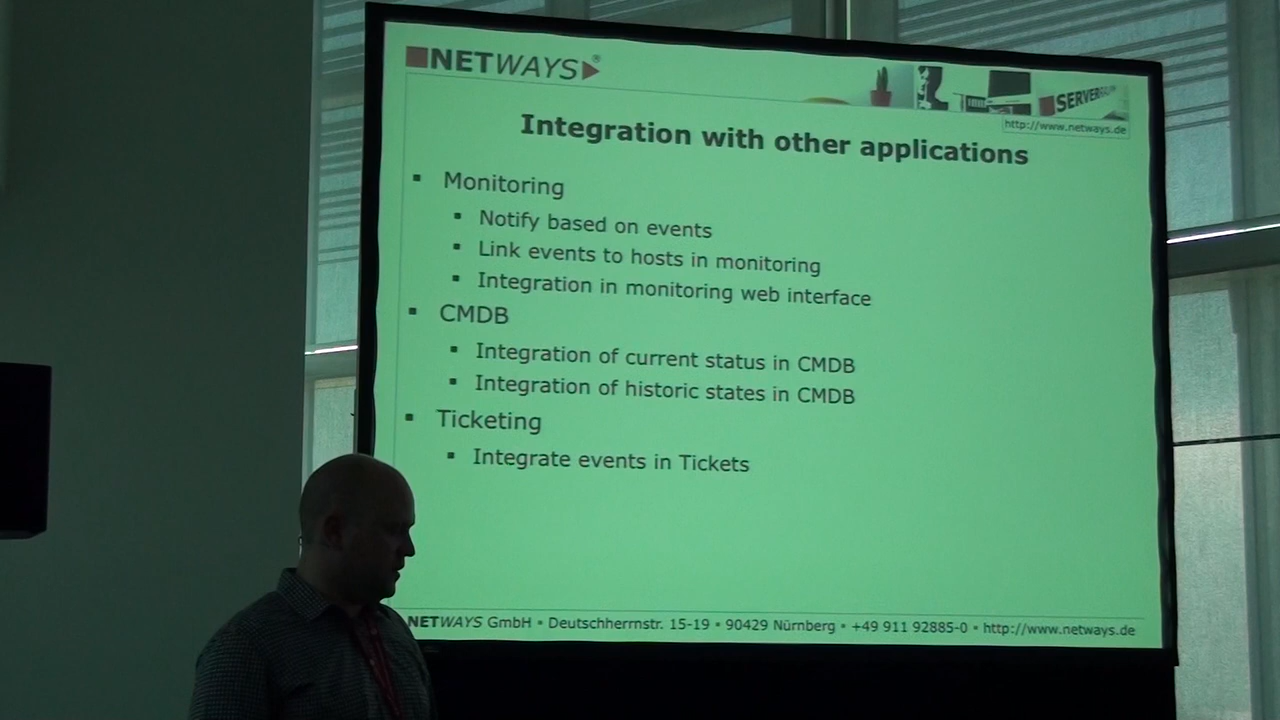 NETWAYS®
SERVER
http://www.netways.de
Integration with other applications
▪ Monitoring
▪ Notify based on events
▪ Link events to hosts in monitoring
▪ Integration in monitoring web interface
▪ CMDB
▪ Integration of current status in CMDB
▪ Integration of historic states in CMDB
▪ Ticketing
▪ Integrate events in Tickets
NETWAYS GmbH ▪ Deutschherrnstr. 15-19 ▪ 90429 Nürnberg ▪ +49 911 92885-0 ▪ http://www.netways.de